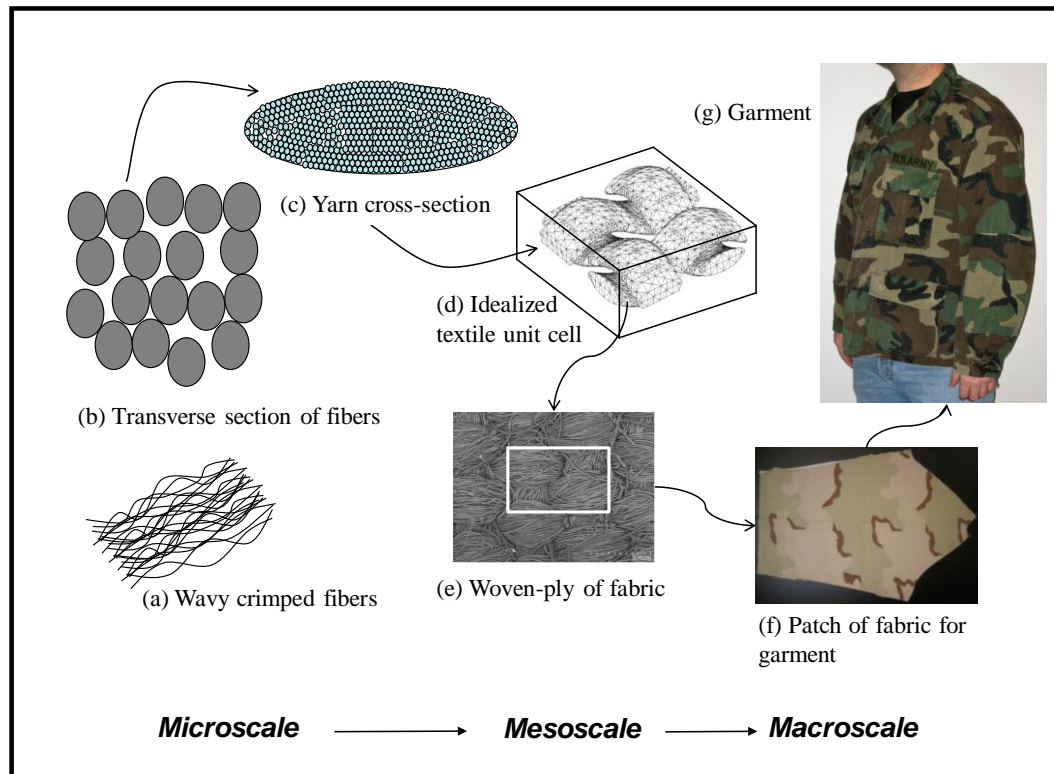 (g) Garment
U.S. ARMY
(c) Yarn cross-section
(d) Idealized
textile unit cell
(b) Transverse section of fibers
(a) Wavy crimped fibers
(e) Woven-ply of fabric
(f) Patch of fabric for
garment
Microscale
Mesoscale
Macroscale